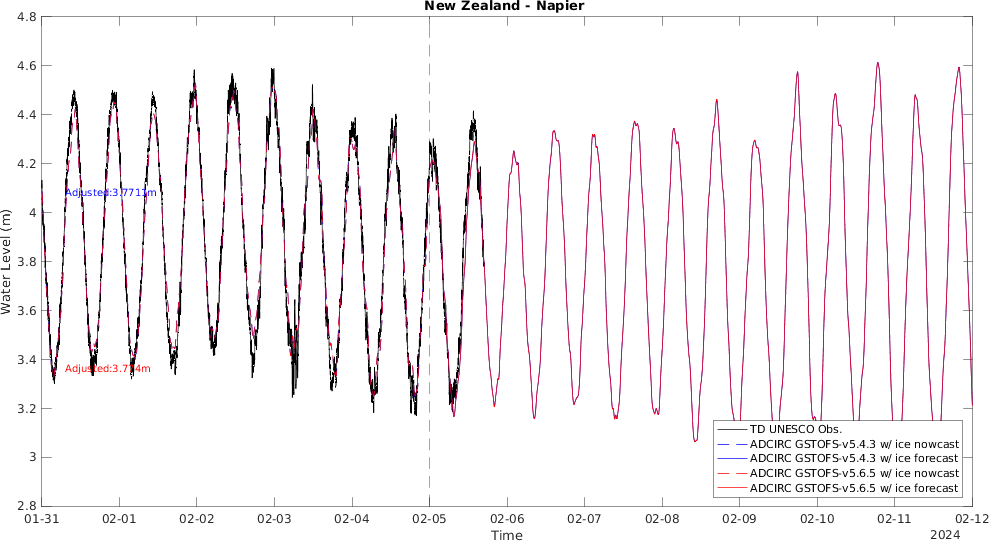 New Zealand - Napier
4.8
4.6
4.4
4.2
4
3.8
3.6
3.4
3.2
3
2.8
Water Level (m)
Adjusted:3.7711m
Adjusted:3.774m
TD UNESCO Obs.
ADCIRC GSTOFS-v5.4.3 w/ ice nowcast
ADCIRC GSTOFS-v5.4.3 w/ ice forecast
ADCIRC GSTOFS-v5.6.5 w/ ice nowcast
ADCIRC GSTOFS-v5.6.5 w/ ice forecast
01-31 02-01 02-02 02-03 02-04 02-05 02-06 02-07 02-08 02-09 02-10 02-11 02-12
Time
2024